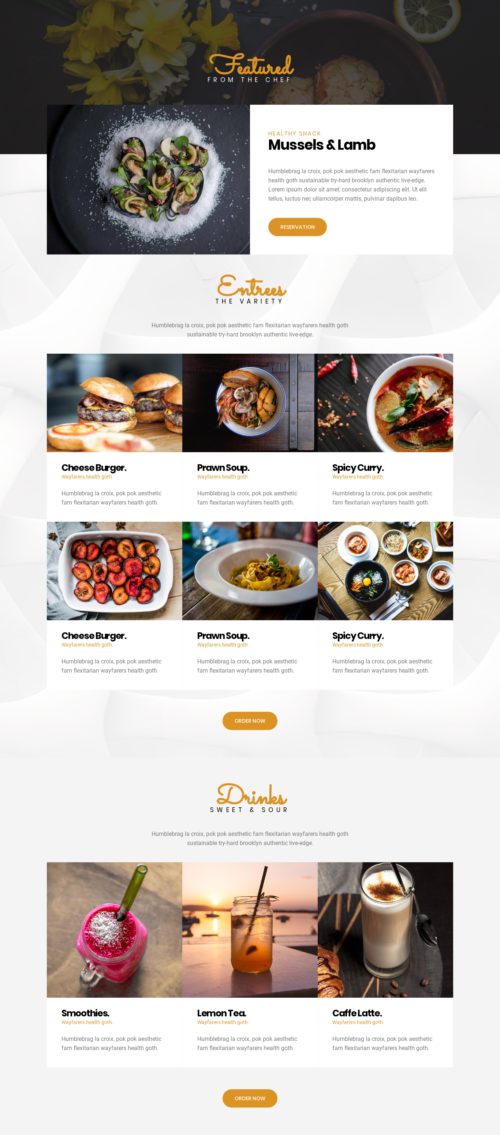 Featured
FROM THE CHEF
HEALTHY SNACK
Mussels & Lamb
Humblebrag la croix, pok pok aesthetic fam flexitarian wayfarers
health goth sustainable try-hard brooklyn authentic live-edge.
Lorem ipsum dolor sit amet, consectetur adipiscing elit. Ut elit
tellus, luctus nec ullamcorper mattis, pulvinar dapibus leo.
RESERVATION
Entrees
THE VARIETY
Humblebrag la croix, pok pok aesthetic fam flexitarian wayfarers health goth
sustainable try-hard brooklyn authentic live-edge.
Cheese Burger.
Wayfarers health goth.
Humblebrag la croix, pok pok aesthetic
fam flexitarian wayfarers health goth.
Prawn Soup.
Wayfarers health goth.
Humblebrag la croix, pok pok aesthetic
fam flexitarian wayfarers health goth.
Spicy Curry.
Wayfarers health goth.
Humblebrag la croix, pok pok aesthetic
fam flexitarian wayfarers health goth.
Cheese Burger.
Wayfarers health goth.
Humblebrag la croix, pok pok aesthetic
fam flexitarian wayfarers health goth.
Prawn Soup.
Wayfarers health goth.
Humblebrag la croix, pok pok aesthetic
fam flexitarian wayfarers health goth.
Spicy Curry.
Wayfarers health goth.
Humblebrag la croix, pok pok aesthetic
fam flexitarian wayfarers health goth.
ORDER NOW
Drinks
SWEET & SOUR
Humblebrag la croix, pok pok aesthetic fam flexitarian wayfarers health goth
sustainable try-hard brooklyn authentic live-edge.
Smoothies.
Wayfarers health goth.
Humblebrag la croix, pok pok aesthetic
fam flexitarian wayfarers health goth.
Lemon Tea.
Wayfarers health goth.
Humblebrag la croix, pok pok aesthetic
fam flexitarian wayfarers health goth.
Caffe Latte.
Wayfarers health goth.
Humblebrag la croix, pok pok aesthetic
fam flexitarian wayfarers health goth.
ORDER NOW